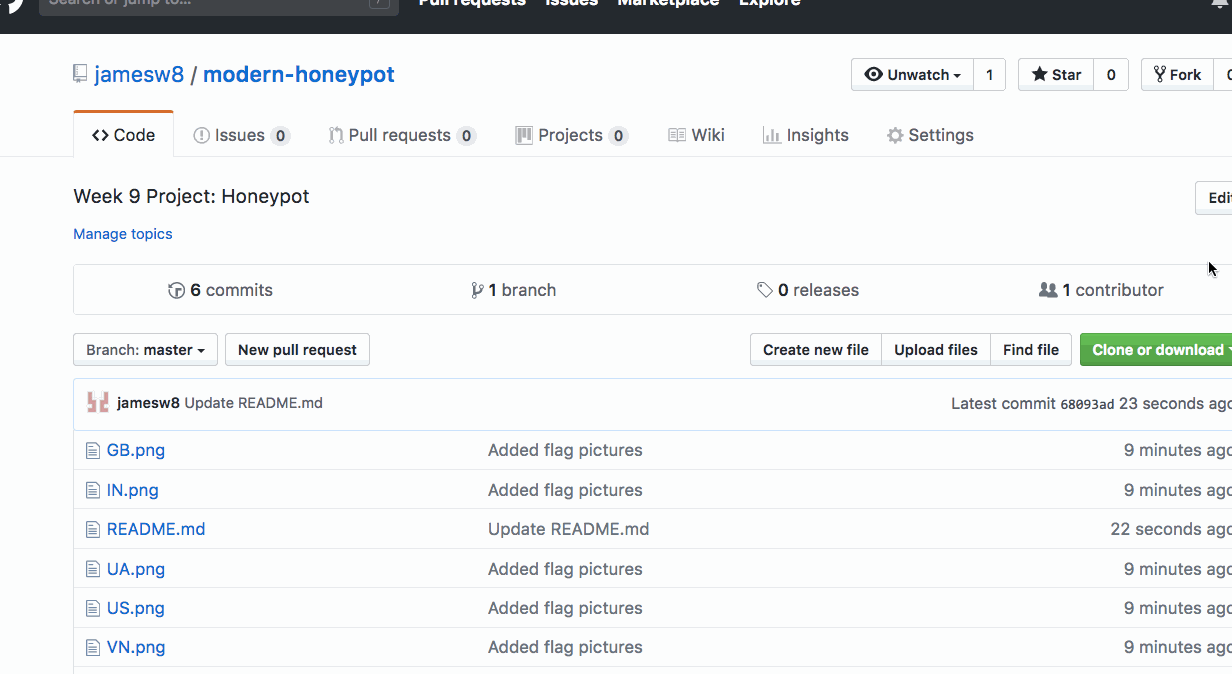 Search or jump to... /
Pull requests Issues Marketplace Explore
jamesw8 / modern-honeypot
Unwatch 1 Star 0 Fork
Code Issues 0 Pull requests 0 Projects 0 Wiki Insights Settings
Week 9 Project: Honeypot
Edit
Manage topics
6 commits 1 branch 0 releases 1 contributor
Branch: master New pull request Create new file Upload files Find file Clone or download
jamesw8 Update README.md Latest commit 68093ad 23 seconds ago
GB.png Added flag pictures 9 minutes ago
IN.png Added flag pictures 9 minutes ago
README.md Update README.md 22 seconds ago
UA.png Added flag pictures 9 minutes ago
US.png Added flag pictures 9 minutes ago
VN.png Added flag pictures 9 minutes ago